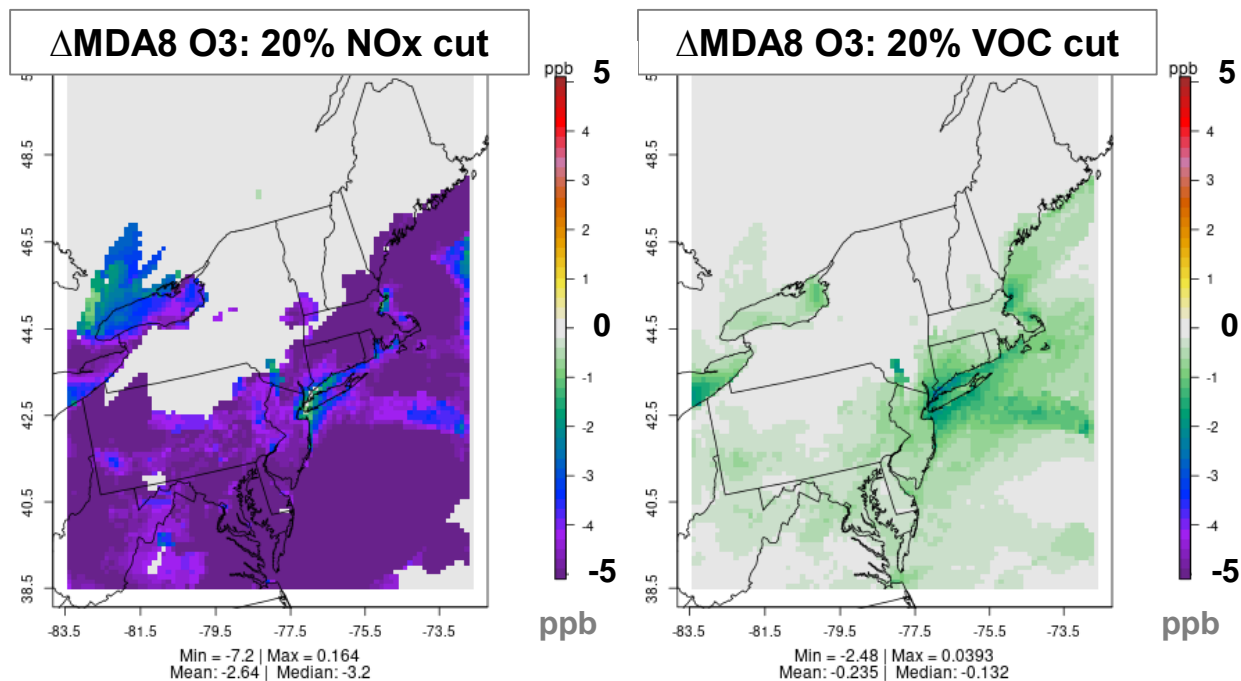 ∆MDA8 O3: 20% NOx cut
ppb
5
4
3
2
1
0
-1
-2
-3
-4
-5
ppb
48.5
46.5
44.5
42.5
40.5
38.5
-83.5 -81.5 -79.5 -77.5 -75.5 -73.5
Min = -7.2 | Max = 0.164
Mean: -2.64 | Median: -3.2
∆MDA8 O3: 20% VOC cut
ppb
5
4
3
2
1
0
-1
-2
-3
-4
-5
ppb
48.5
46.5
44.5
42.5
40.5
38.5
-83.5 -81.5 -79.5 -77.5 -75.5 -73.5
Min = -2.48 | Max = 0.0393
Mean: -0.235 | Median: -0.132